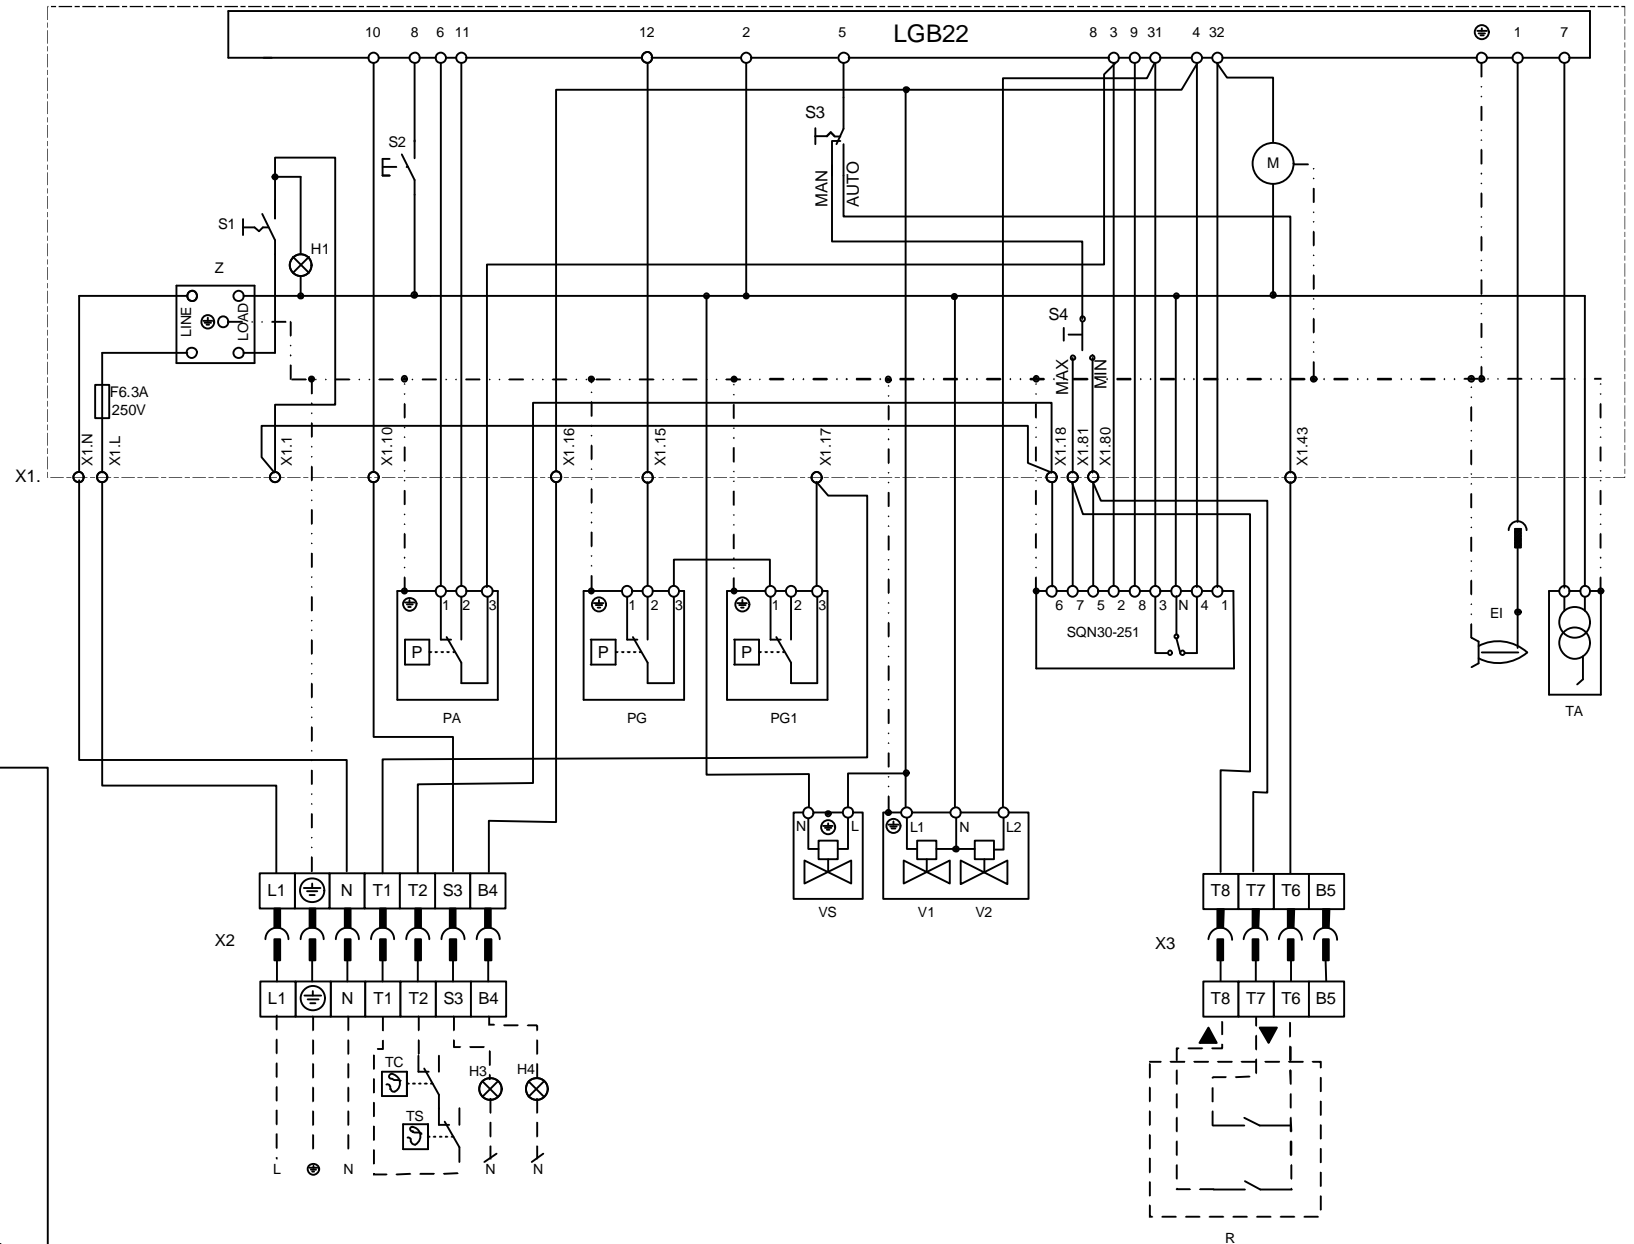 LGB22
10 8 6 11 12 2 5 8 3 9 31 4 32 1 7
S3
S2
MAN
AUTO
M
S1
H1
Z
LINE
LOAD
S4
MAX
MIN
F6.3A
250V
X1.N
X1.L
X1.1
X1.10
X1.16
X1.15
X1.17
X1.18
X1.81
X1.80
X1.43
X1.
1 2 3
P
PA
1 2 3
P
PG
1 2 3
P
PG1
6 7 5 2 8 3 N 4 1
SQN30-251
EI
TA
N L
VS
L1 N L2
V1 V2
L1 N T1 T2 S3 B4
X2
L1 N T1 T2 S3 B4
T8 T7 T6 B5
X3
T8 T7 T6 B5
TC
TS
H3
H4
L N N N
R